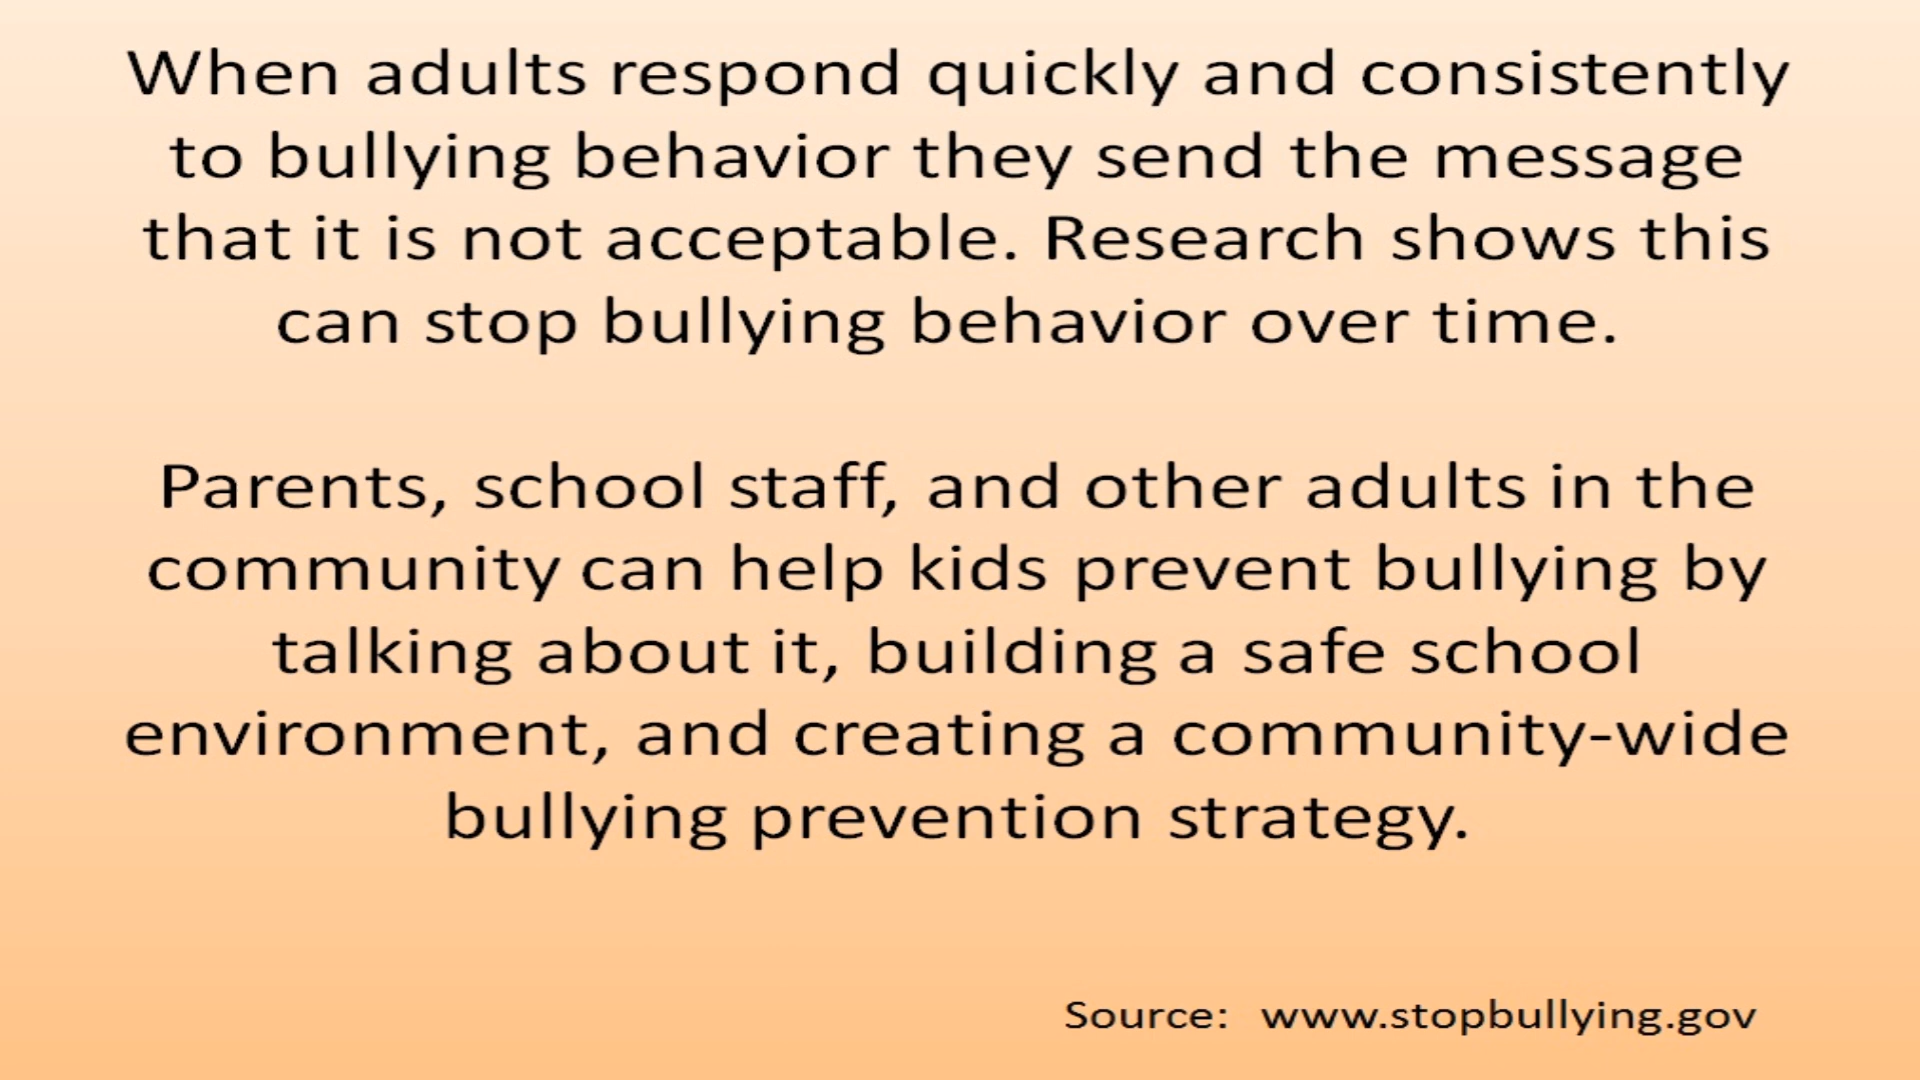 When adults respond quickly and consistently
to bullying behavior they send the message
that it is not acceptable. Research shows this
can stop bullying behavior over time.
Parents, school staff, and other adults in the
community can help kids prevent bullying by
talking about it, building a safe school
environment, and creating a community-wide
bullying prevention strategy.
Source: www.stopbullying.gov